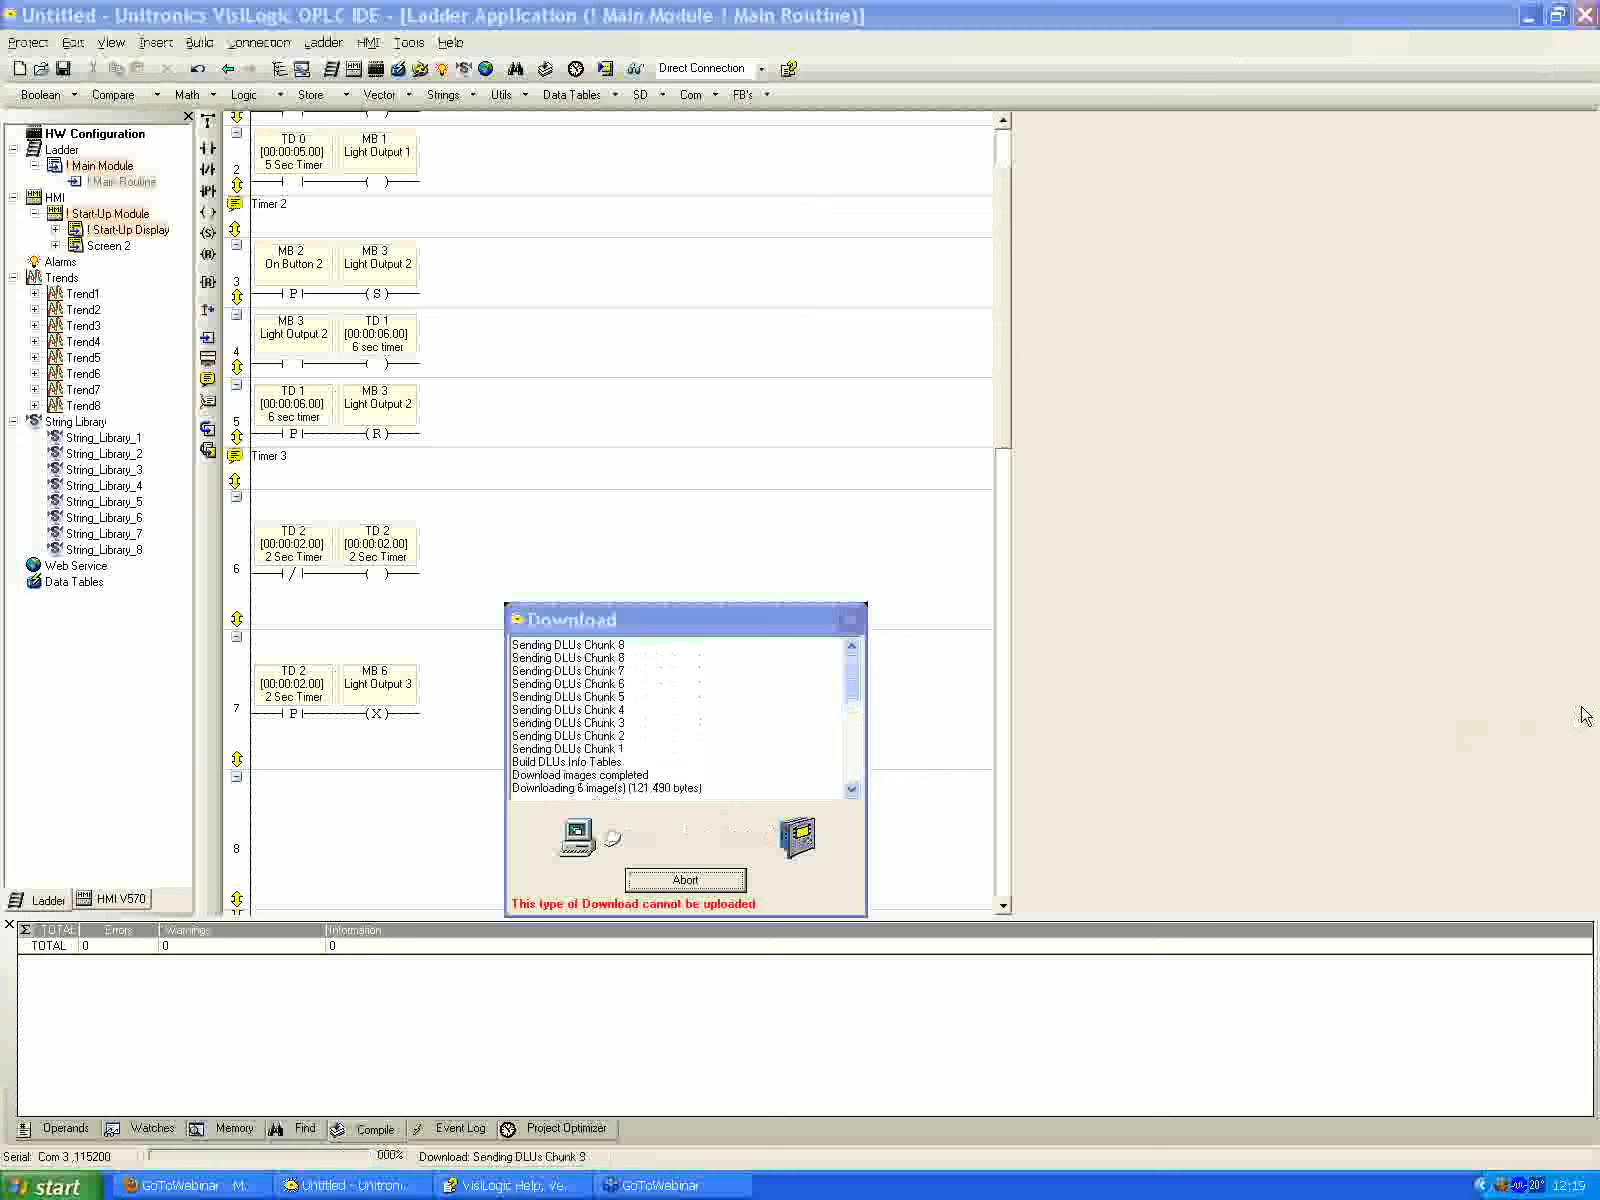 Untitled - Unitronics VisiLogic OPLC IDE - [Ladder Application (! Main Module ! Main Routine)]
Project Edit View Insert Build Connection Ladder HMI Tools Help
Direct Connection
Boolean Compare Math Logic Store Vector Strings Utils Data Tables SD Com FB's
HW Configuration
Ladder
! Main Module
! Main Routine
HMI
! Start-Up Module
! Start-Up Display
Screen 2
Alarms
Trends
Trend1
Trend2
Trend3
Trend4
Trend5
Trend6
Trend7
Trend8
String Library
String_Library_1
String_Library_2
String_Library_3
String_Library_4
String_Library_5
String_Library_6
String_Library_7
String_Library_8
Web Service
Data Tables
Ladder HMI V570
TD 0 MB 1
[00:00:05.00] Light Output 1
5 Sec Timer
2
Timer 2
MB 2 MB 3
On Button 2 Light Output 2
3
P S
MB 3 TD 1
Light Output 2 [00:00:06.00]
6 sec timer
4
TD 1 MB 3
[00:00:06.00] Light Output 2
6 sec timer
5
P R
Timer 3
TD 2 TD 2
[00:00:02.00] [00:00:02.00]
2 Sec Timer 2 Sec Timer
6
TD 2 MB 6
[00:00:02.00] Light Output 3
2 Sec Timer
7
P X
8
Download
Sending DLUs Chunk 8
Sending DLUs Chunk 8
Sending DLUs Chunk 7
Sending DLUs Chunk 6
Sending DLUs Chunk 5
Sending DLUs Chunk 4
Sending DLUs Chunk 3
Sending DLUs Chunk 2
Sending DLUs Chunk 1
Build DLUs Info Tables
Download images completed
Downloading 6 image(s) (121.490 bytes)
Abort
This type of Download cannot be uploaded
Σ TOTAL Errors Warnings Information
TOTAL 0 0 0
Operands Watches Memory Find Compile Event Log Project Optimizer
Serial: Com 3 ,115200 000% Download: Sending DLUs Chunk 9
start GoToWebinar - M... Untitled - Unitroni... VisiLogic Help, Ve... GoToWebinar 20° 12:19